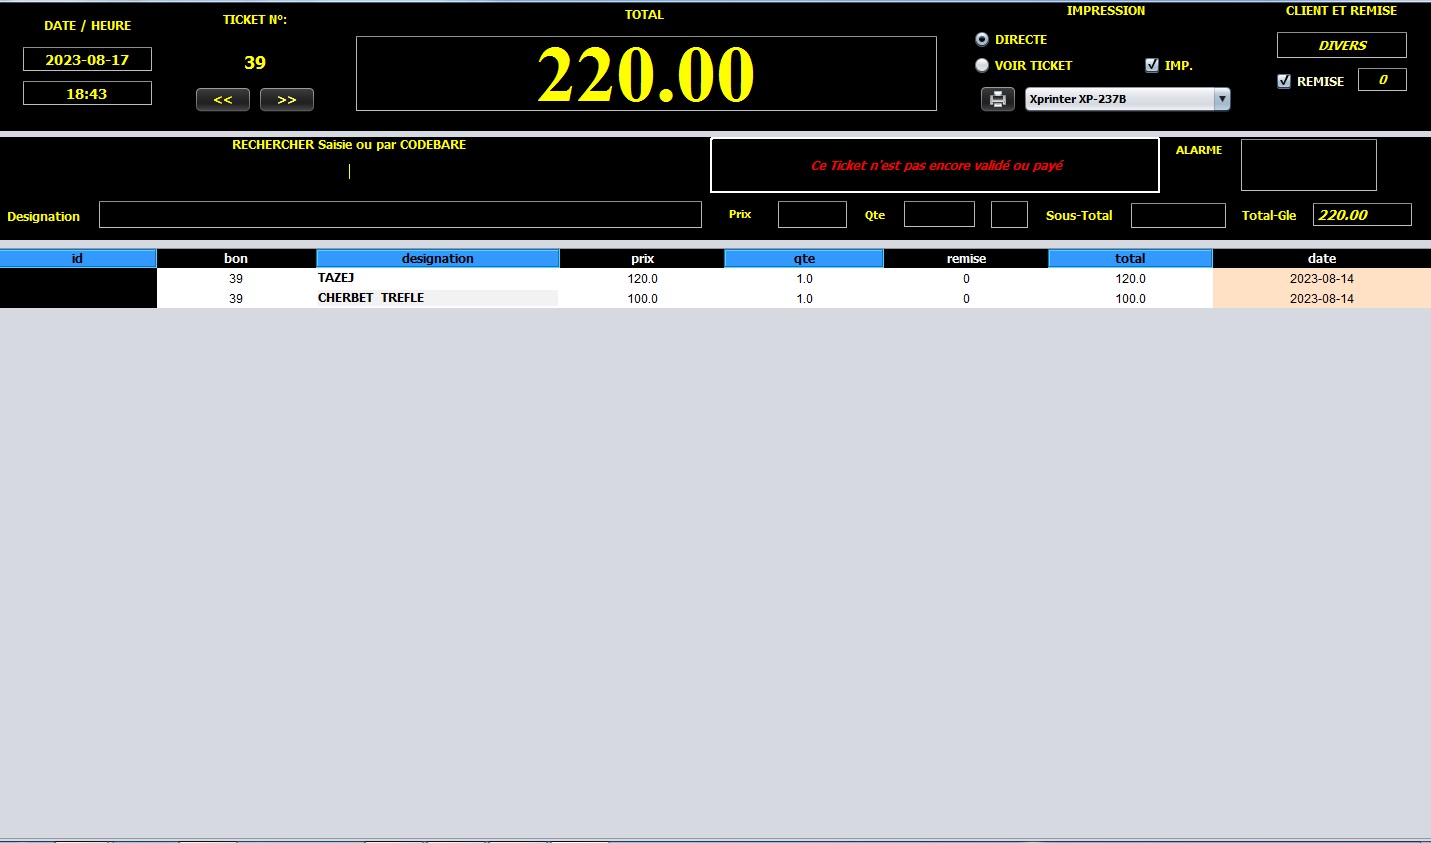 DATE / HEURE
2023-08-17
18:43
TICKET N°:
39
<< >>
TOTAL
220.00
IMPRESSION
DIRECTE
VOIR TICKET IMP.
Xprinter XP-237B
CLIENT ET REMISE
DIVERS
REMISE 0
RECHERCHER Saisie ou par CODEBARE
Ce Ticket n'est pas encore validé ou payé
ALARME
Designation Prix Qte Sous-Total Total-Gle 220.00
id bon designation prix qte remise total date
39 TAZEJ 120.0 1.0 0 120.0 2023-08-14
39 CHERBET TREFLE 100.0 1.0 0 100.0 2023-08-14